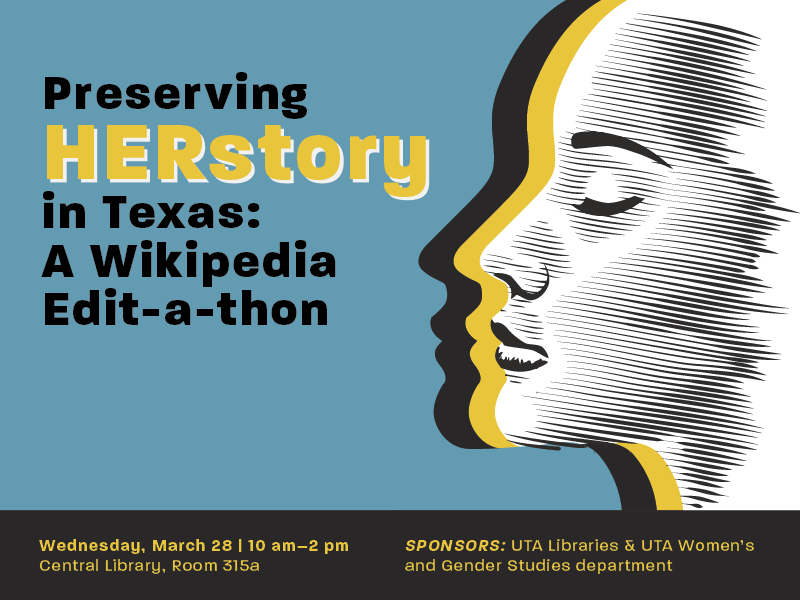 Preserving
HERstory
in Texas:
A Wikipedia
Edit-a-thon
Wednesday, March 28 | 10 am–2 pm
Central Library, Room 315a
SPONSORS: UTA Libraries & UTA Women's
and Gender Studies department